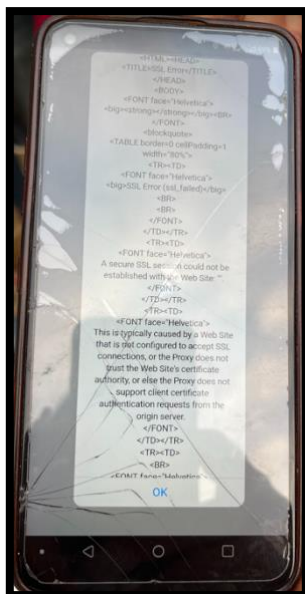 <HTML><HEAD>
<TITLE>SSL Error</TITLE>
</HEAD>
<BODY>
<FONT face="Helvetica">
<big><strong></strong></big><BR>
</FONT>
<blockquote>
<TABLE border=0 cellPadding=1
width="80%">
<TR><TD>
<FONT face="Helvetica">
<big>SSL Error (ssl_failed)</big>
<BR>
<BR>
</FONT>
</TD></TR>
<TR><TD>
<FONT face="Helvetica">
A secure SSL session could not be
established with the Web Site: "".
</FONT>
</TD></TR>
<TR><TD>
<FONT face="Helvetica">
This is typically caused by a Web Site
that is not configured to accept SSL
connections, or the Proxy does not
trust the Web Site's certificate
authority, or else the Proxy does not
support client certificate
authentication requests from the
origin server.
</FONT>
</TD></TR>
<TR><TD>
<BR>
<FONT face="Helvetica">
OK